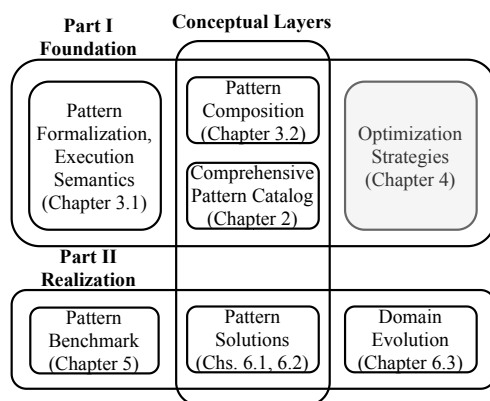 Part I
Foundation
Conceptual Layers
Pattern
Formalization,
Execution
Semantics
(Chapter 3.1)
Pattern
Composition
(Chapter 3.2)
Comprehensive
Pattern Catalog
(Chapter 2)
Optimization
Strategies
(Chapter 4)
Part II
Realization
Pattern
Benchmark
(Chapter 5)
Pattern
Solutions
(Chs. 6.1, 6.2)
Domain
Evolution
(Chapter 6.3)